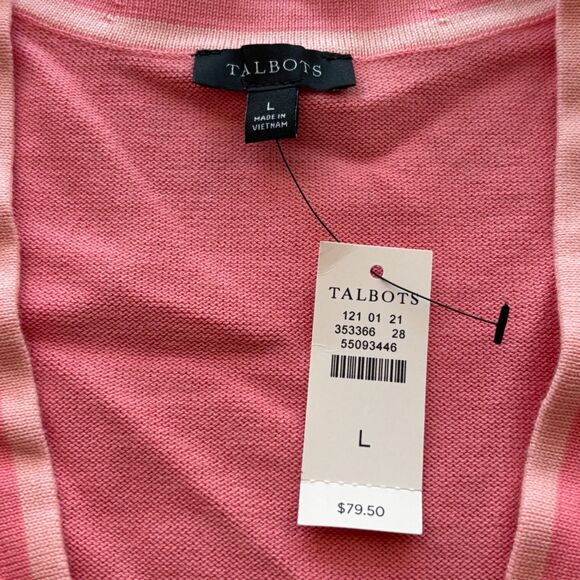 TALBOTS
L
MADE IN
VIETNAM
TALBOTS
121 01 21
353366 28
55093446
L
$79.50